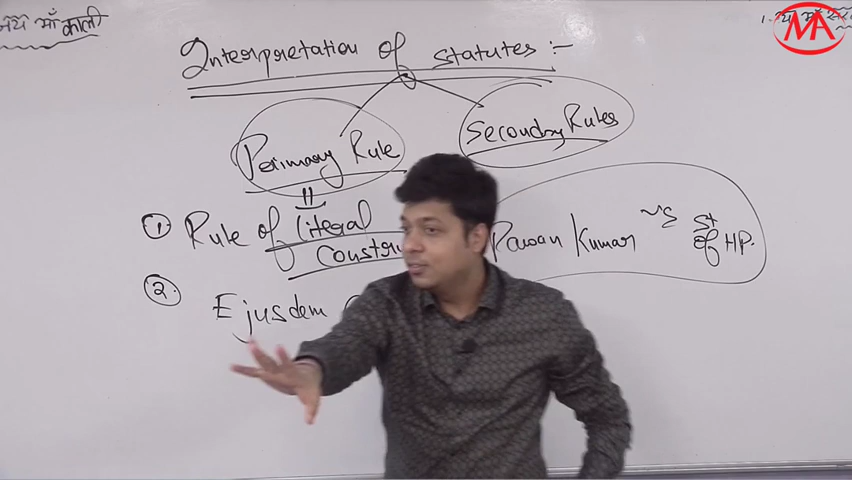 जय माँ काली
MA
Interpretation of statutes :-
Primary Rule
Secondary Rules
① Rule of literal
Constru
Pawan Kumar vs St of HP.
② Ejusdem